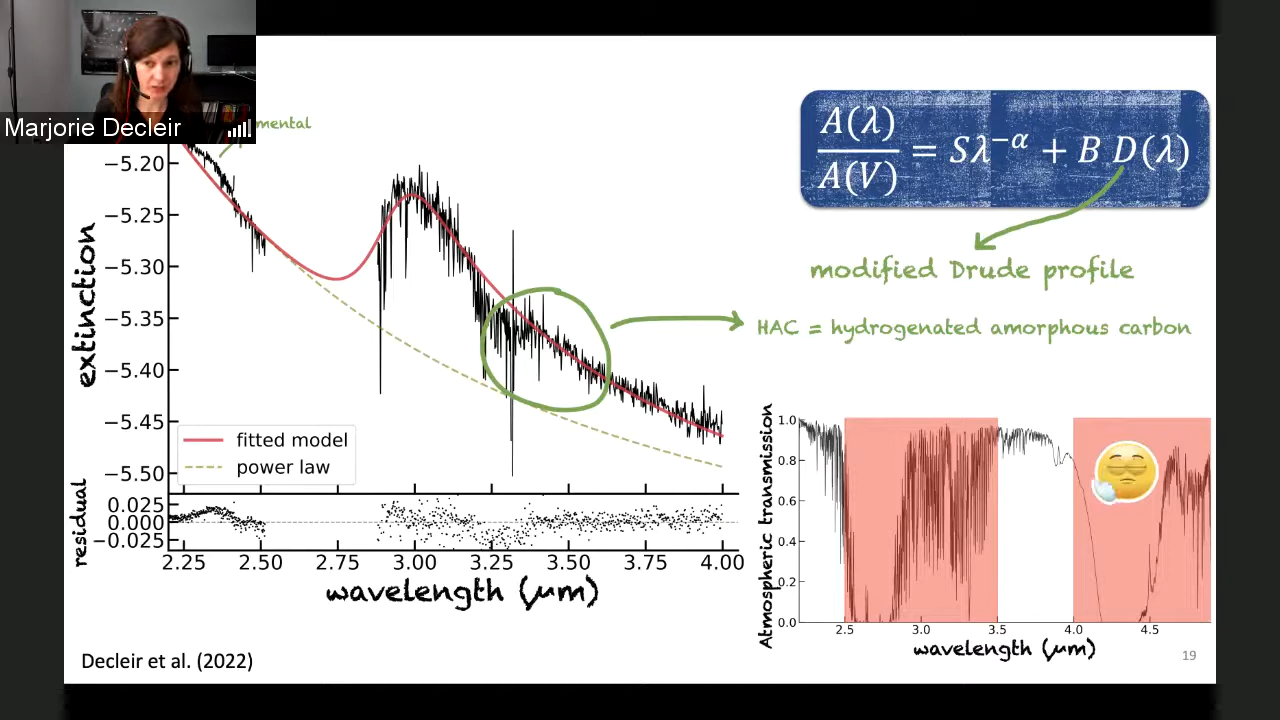 Marjorie Decleir
mental
A(λ)
A(V)
= Sλ^−α + B D(λ)
modified Drude profile
HAC = hydrogenated amorphous carbon
extinction
−5.20
−5.25
−5.30
−5.35
−5.40
−5.45
−5.50
fitted model
power law
residual
0.025
0.000
−0.025
2.25 2.50 2.75 3.00 3.25 3.50 3.75 4.00
wavelength (μm)
Atmospheric transmission
1.0
0.8
0.6
0.4
0.2
0.0
2.5 3.0 3.5 4.0 4.5
wavelength (μm)
Decleir et al. (2022)
19